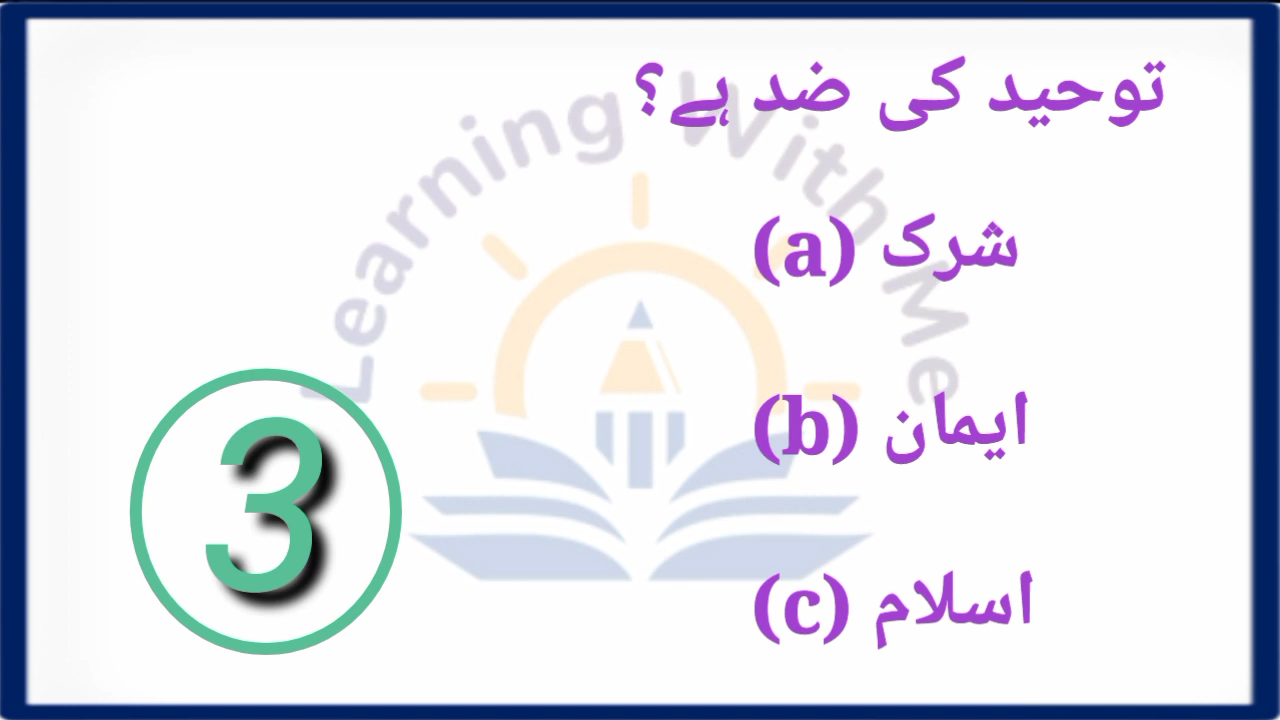 توحید کی ضد ہے؟
شرک (a)
ایمان (b)
اسلام (c)
3
Learning With Me